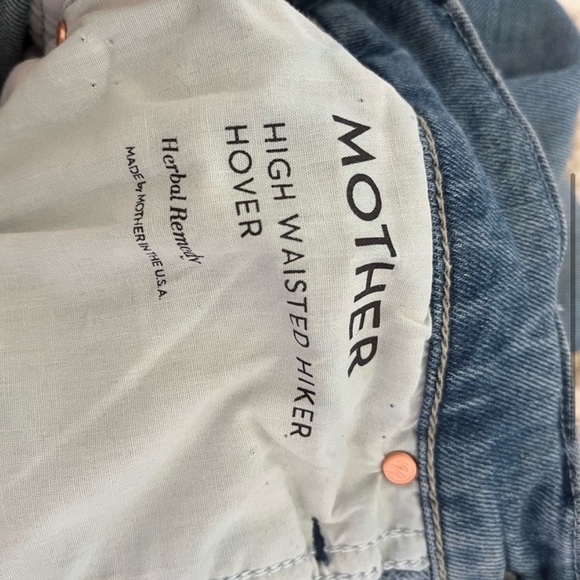 MOTHER
HIGH WAISTED HIKER
HOVER
Herbal Remedy
MADE by MOTHER IN THE U.S.A.